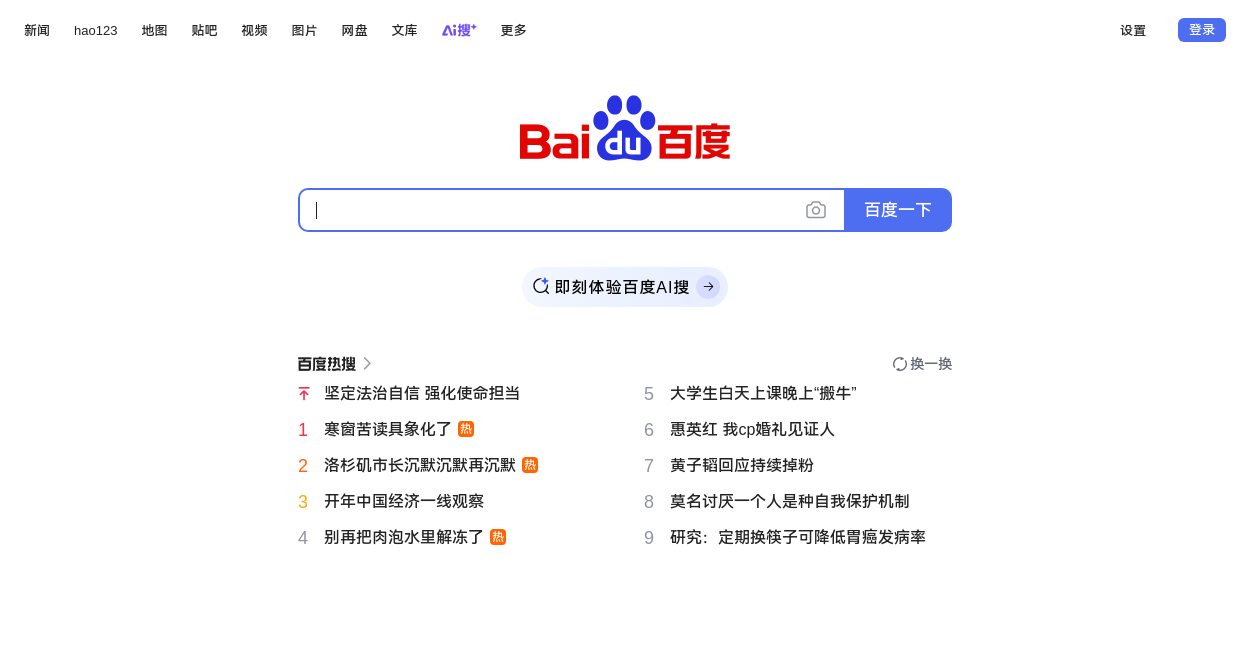 新闻 hao123 地图 贴吧 视频 图片 网盘 文库 Ai搜+ 更多 设置 登录
Bai du 百度
百度一下
即刻体验百度AI搜
百度热搜 换一换
坚定法治自信 强化使命担当
1 寒窗苦读具象化了 热
2 洛杉矶市长沉默沉默再沉默 热
3 开年中国经济一线观察
4 别再把肉泡水里解冻了 热
5 大学生白天上课晚上“搬牛”
6 惠英红 我cp婚礼见证人
7 黄子韬回应持续掉粉
8 莫名讨厌一个人是种自我保护机制
9 研究：定期换筷子可降低胃癌发病率